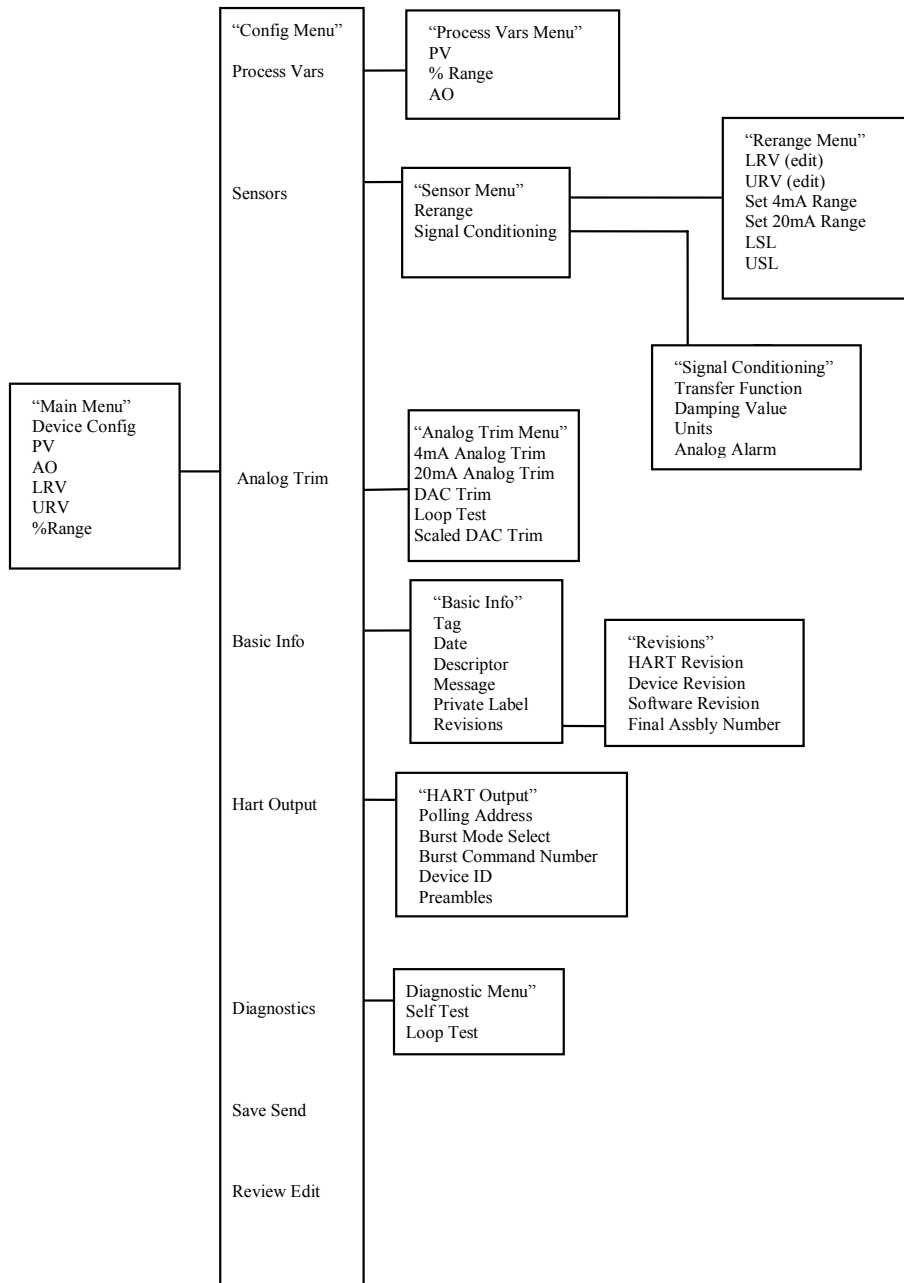 “Main Menu”
Device Config
PV
AO
LRV
URV
%Range
“Config Menu”
Process Vars
Sensors
Analog Trim
Basic Info
Hart Output
Diagnostics
Save Send
Review Edit
“Process Vars Menu”
PV
% Range
AO
“Sensor Menu”
Rerange
Signal Conditioning
“Rerange Menu”
LRV (edit)
URV (edit)
Set 4mA Range
Set 20mA Range
LSL
USL
“Signal Conditioning”
Transfer Function
Damping Value
Units
Analog Alarm
“Analog Trim Menu”
4mA Analog Trim
20mA Analog Trim
DAC Trim
Loop Test
Scaled DAC Trim
“Basic Info”
Tag
Date
Descriptor
Message
Private Label
Revisions
“Revisions”
HART Revision
Device Revision
Software Revision
Final Assbly Number
“HART Output”
Polling Address
Burst Mode Select
Burst Command Number
Device ID
Preambles
Diagnostic Menu”
Self Test
Loop Test